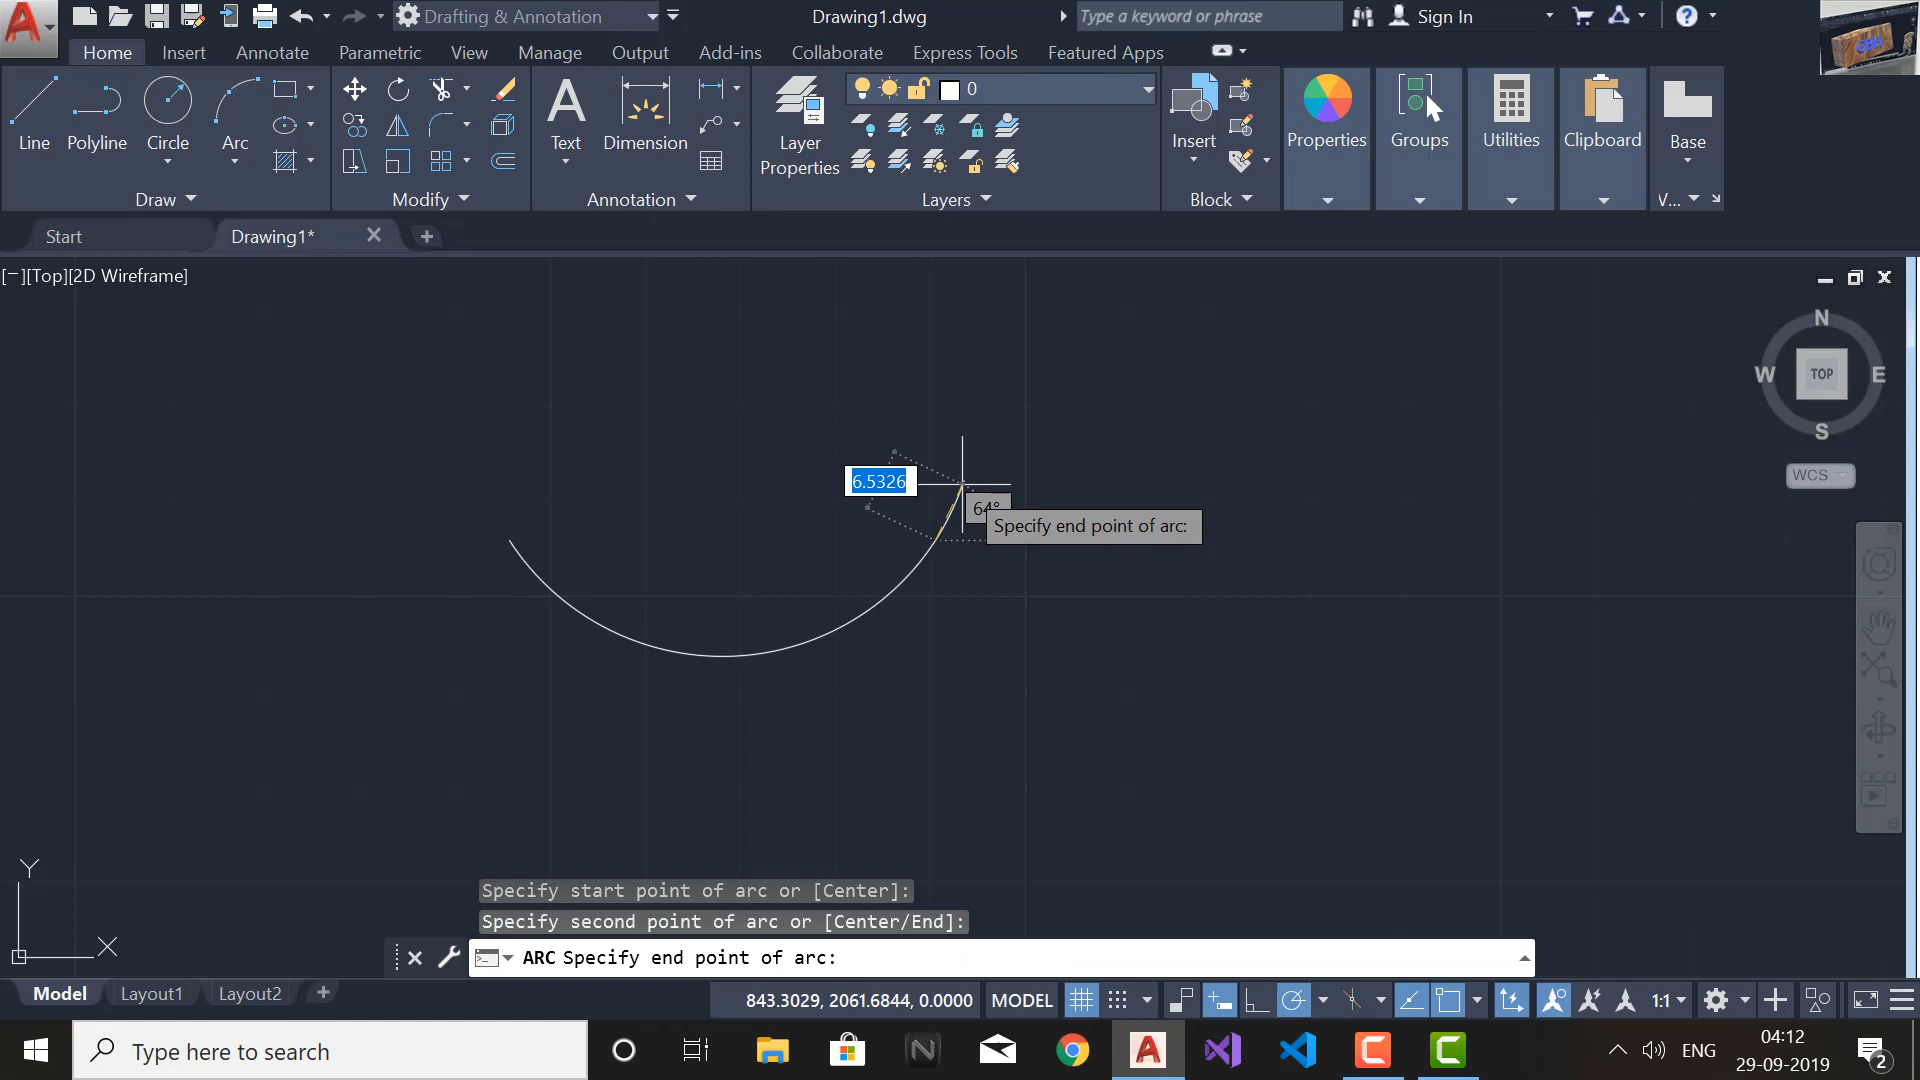 Drafting & Annotation
Drawing1.dwg
Type a keyword or phrase
Sign In
Home Insert Annotate Parametric View Manage Output Add-ins Collaborate Express Tools Featured Apps
Line Polyline Circle Arc
Text Dimension
Layer Properties
0
Insert
Properties Groups Utilities Clipboard Base
Draw Modify Annotation Layers Block V...
Start Drawing1*
[−][Top][2D Wireframe]
N
W TOP E
S
WCS
6.5326
64°
Specify end point of arc:
Y
X
Specify start point of arc or [Center]:
Specify second point of arc or [Center/End]:
ARC Specify end point of arc:
Model Layout1 Layout2
843.3029, 2061.6844, 0.0000 MODEL 1:1
Type here to search
ENG
04:12
29-09-2019
2